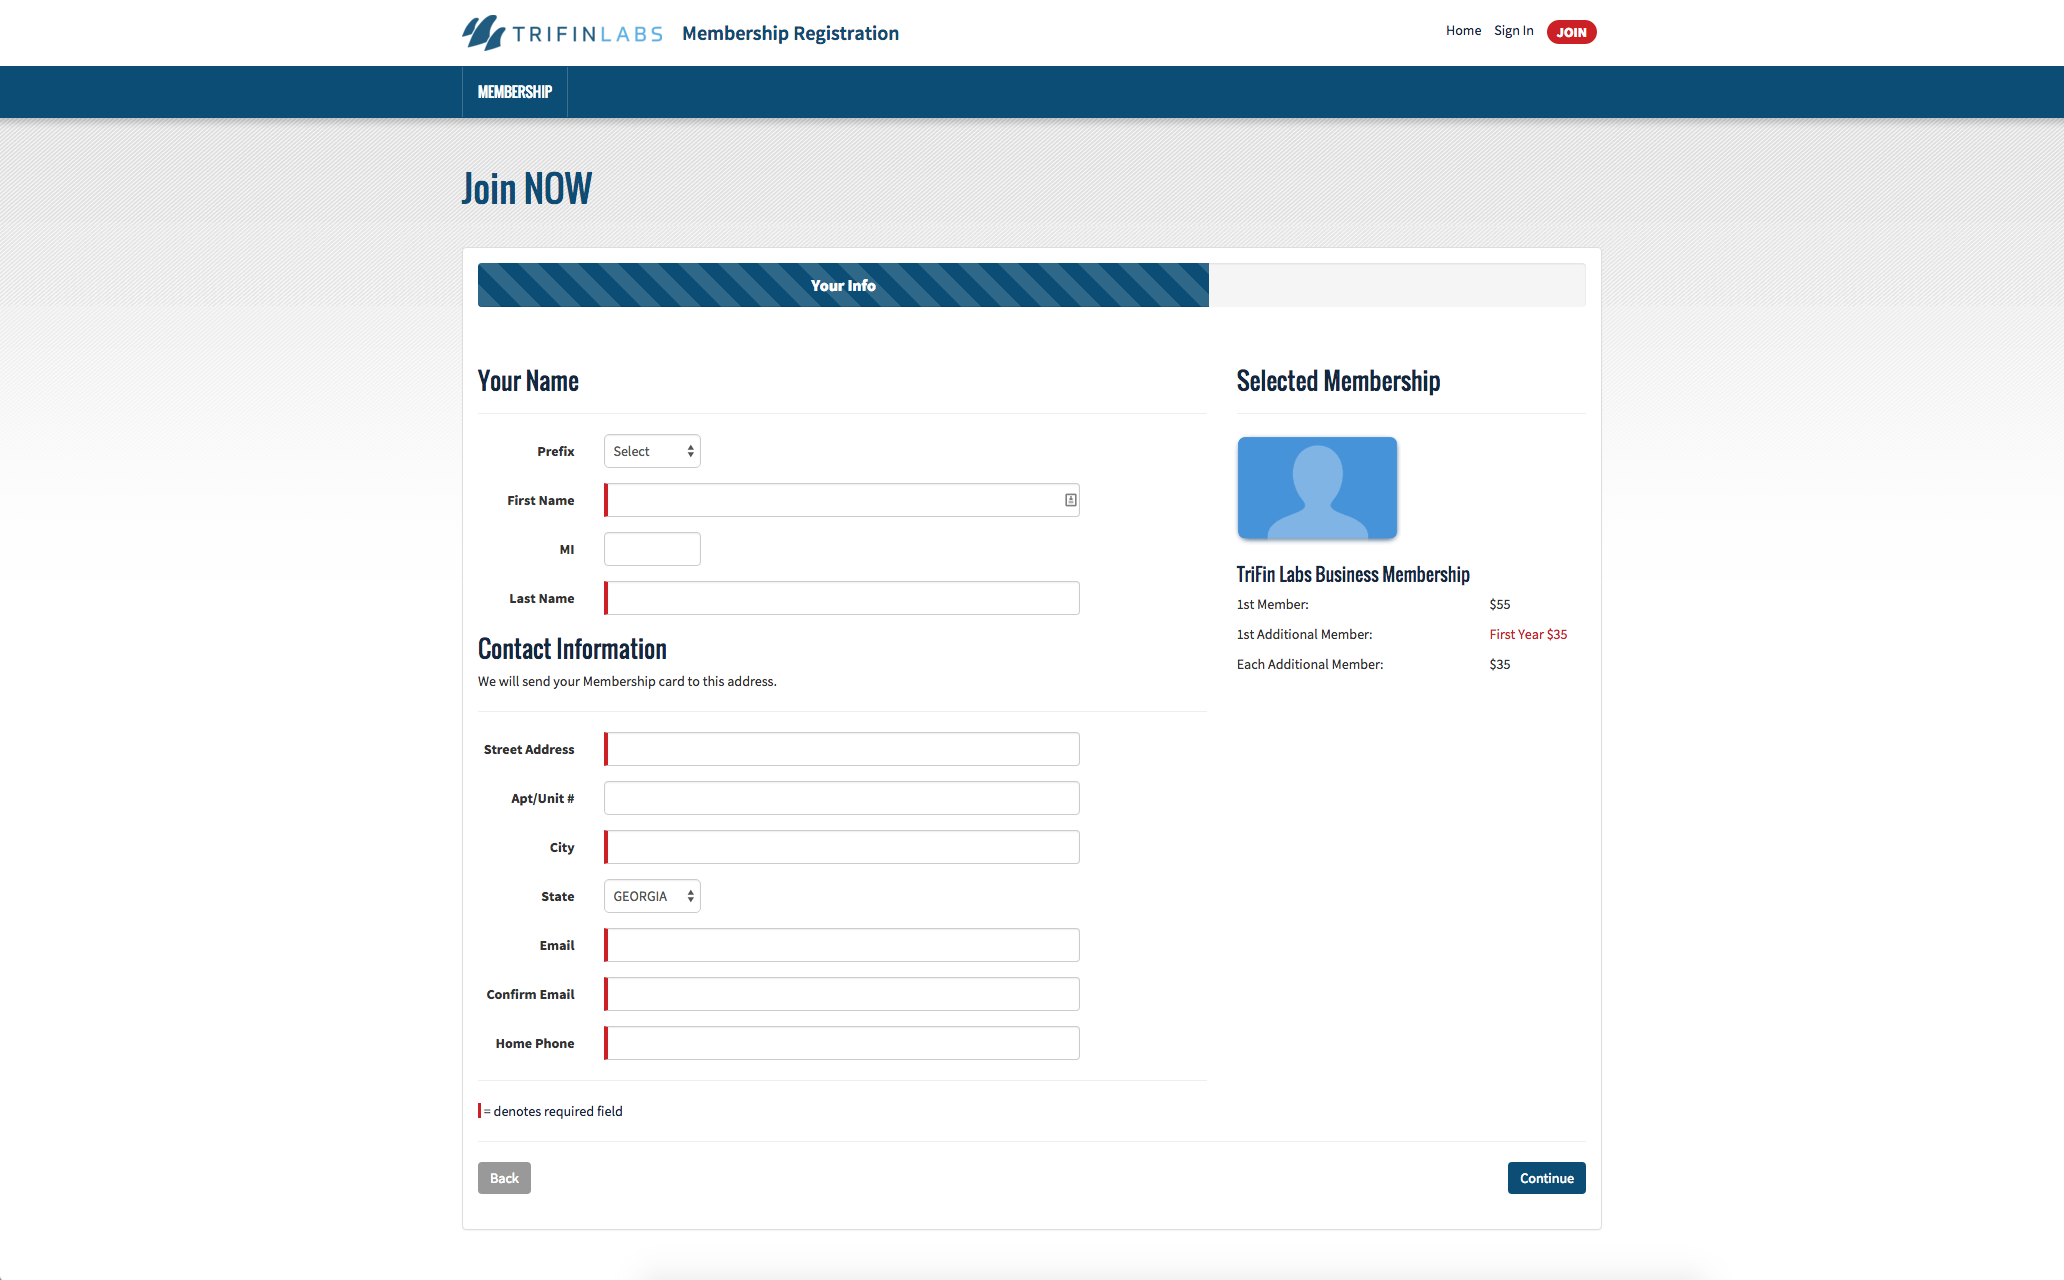 TRIFINLABS Membership Registration
Home Sign In JOIN
MEMBERSHIP
Join NOW
Your Info
Your Name
Prefix Select
First Name
MI
Last Name
Contact Information
We will send your Membership card to this address.
Street Address
Apt/Unit #
City
State GEORGIA
Email
Confirm Email
Home Phone
= denotes required field
Back
Continue
Selected Membership
TriFin Labs Business Membership
1st Member: $55
1st Additional Member: First Year $35
Each Additional Member: $35